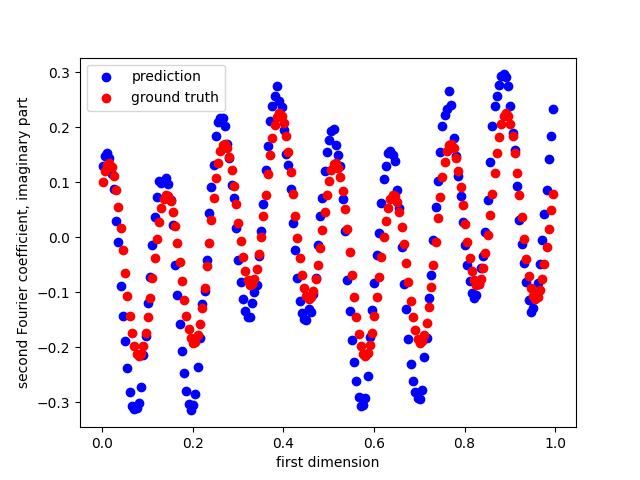 prediction
ground truth
0.3
0.2
0.1
0.0
−0.1
−0.2
−0.3
second Fourier coefficient, imaginary part
0.0 0.2 0.4 0.6 0.8 1.0
first dimension